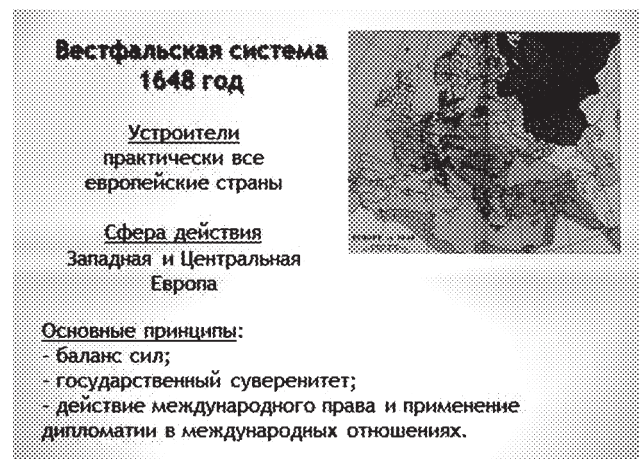 Вестфальская система
1648 год
Устроители
практически все
европейские страны
Сфера действия
Западная и Центральная
Европа
Основные принципы:
- баланс сил;
- государственный суверенитет;
- действие международного права и применение
дипломатии в международных отношениях.